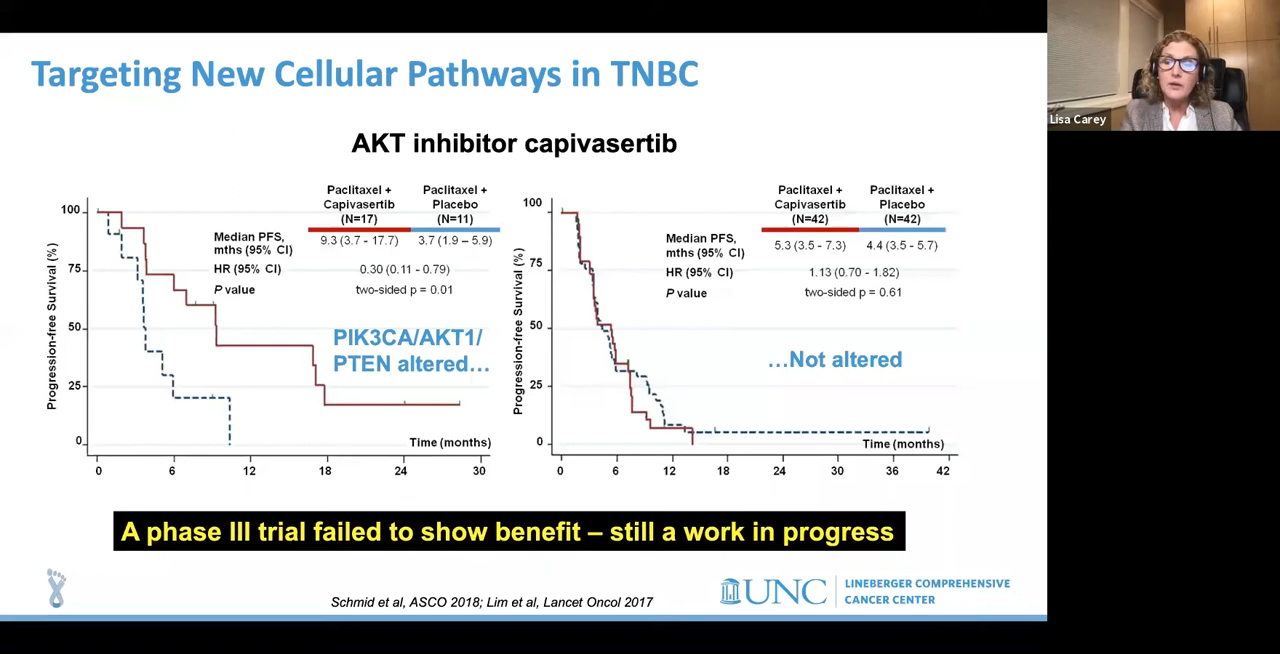 Targeting New Cellular Pathways in TNBC
Lisa Carey
AKT inhibitor capivasertib
Paclitaxel +
Capivasertib
(N=17)
Paclitaxel +
Placebo
(N=11)
Median PFS,
mths (95% CI)
9.3 (3.7 - 17.7)
3.7 (1.9 – 5.9)
HR (95% CI)
0.30 (0.11 - 0.79)
P value
two-sided p = 0.01
PIK3CA/AKT1/
PTEN altered…
Progression-free Survival (%)
100
75
50
25
0
Time (months)
0 6 12 18 24 30
Paclitaxel +
Capivasertib
(N=42)
Paclitaxel +
Placebo
(N=42)
Median PFS,
mths (95% CI)
5.3 (3.5 - 7.3)
4.4 (3.5 - 5.7)
HR (95% CI)
1.13 (0.70 - 1.82)
P value
two-sided p = 0.61
…Not altered
Progression-free Survival (%)
100
75
50
25
0
Time (months)
0 6 12 18 24 30 36 42
A phase III trial failed to show benefit – still a work in progress
Schmid et al, ASCO 2018; Lim et al, Lancet Oncol 2017
UNC
LINEBERGER COMPREHENSIVE
CANCER CENTER